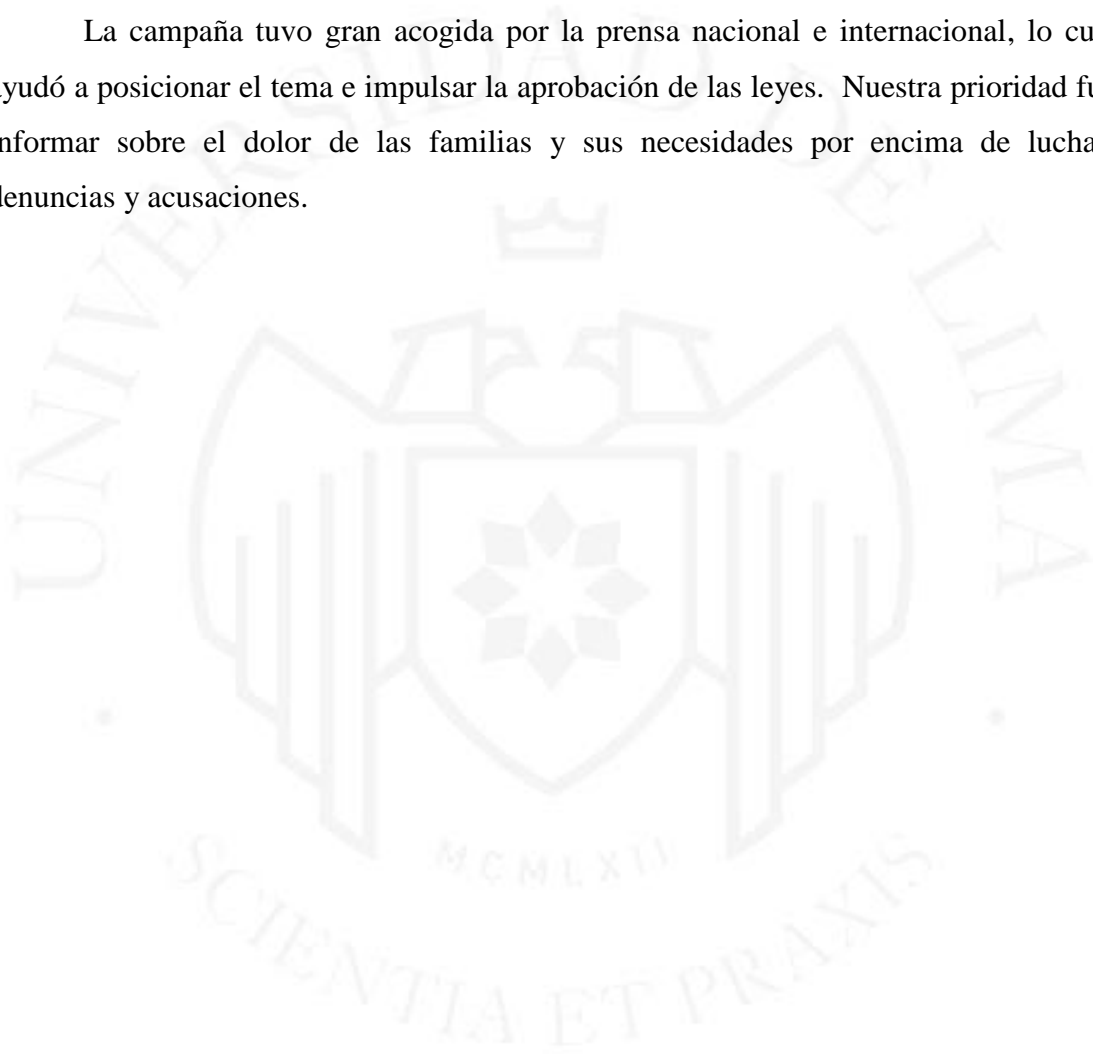 La campaña tuvo gran acogida por la prensa nacional e internacional, lo cu
yudó a posicionar el tema e impulsar la aprobación de las leyes. Nuestra prioridad fu
nformar sobre el dolor de las familias y sus necesidades por encima de lucha
denuncias y acusaciones.
UNIVERSIDAD DE LIMA
MCMLXII
SCIENTIA ET PRAXIS